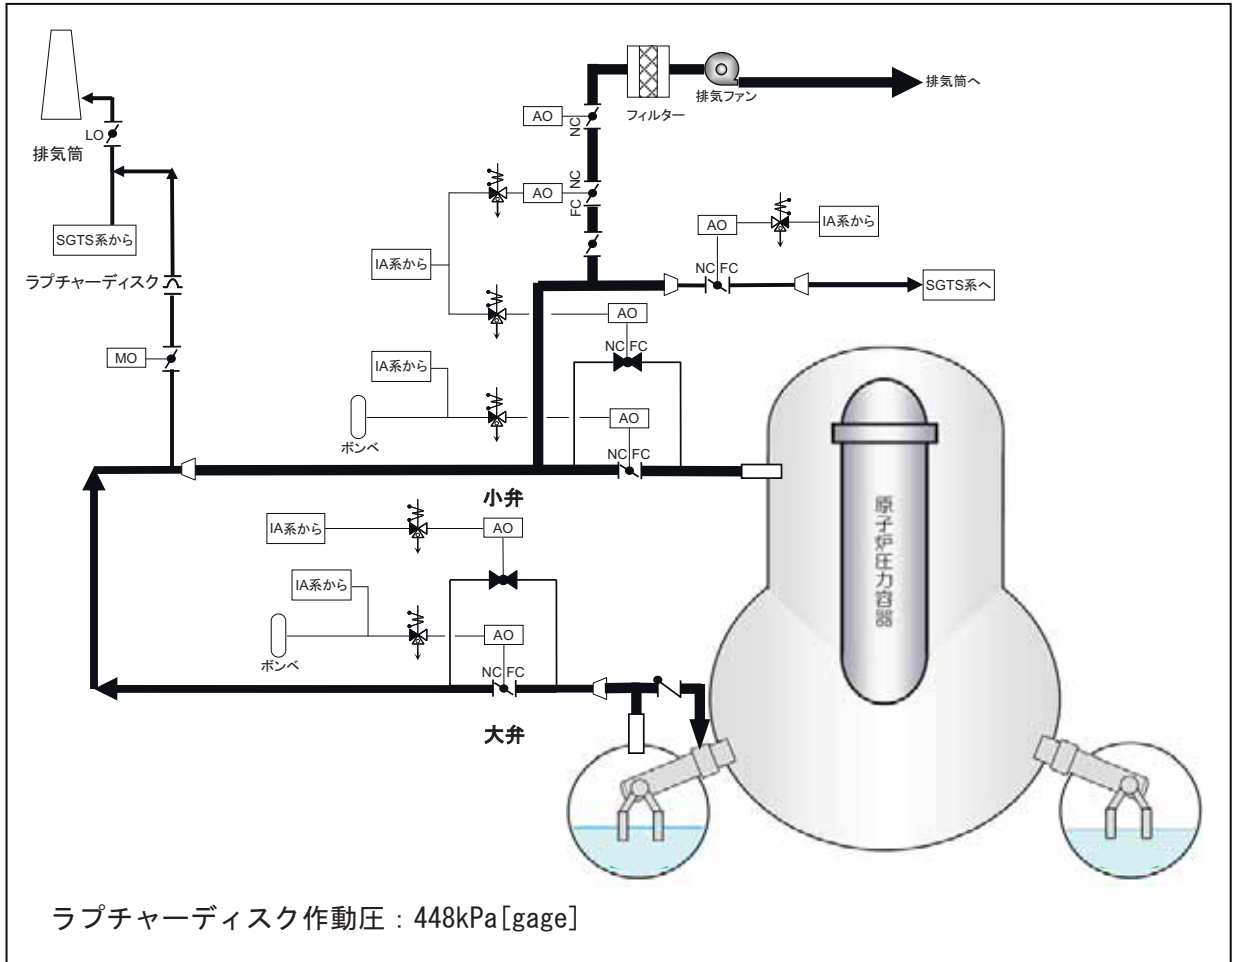 排気筒へ
排気ファン
フィルター
AO
NC
LO
排気筒
AO
NC
FC
AO
IA系から
SGTS系から
IA系から
NC FC
ラプチャーディスク
SGTS系へ
AO
NC FC
MO
IA系から
AO
ボンベ
NC FC
小弁
IA系から
AO
原子炉圧力容器
IA系から
AO
ボンベ
NC FC
大弁
ラプチャーディスク作動圧：448kPa[gage]